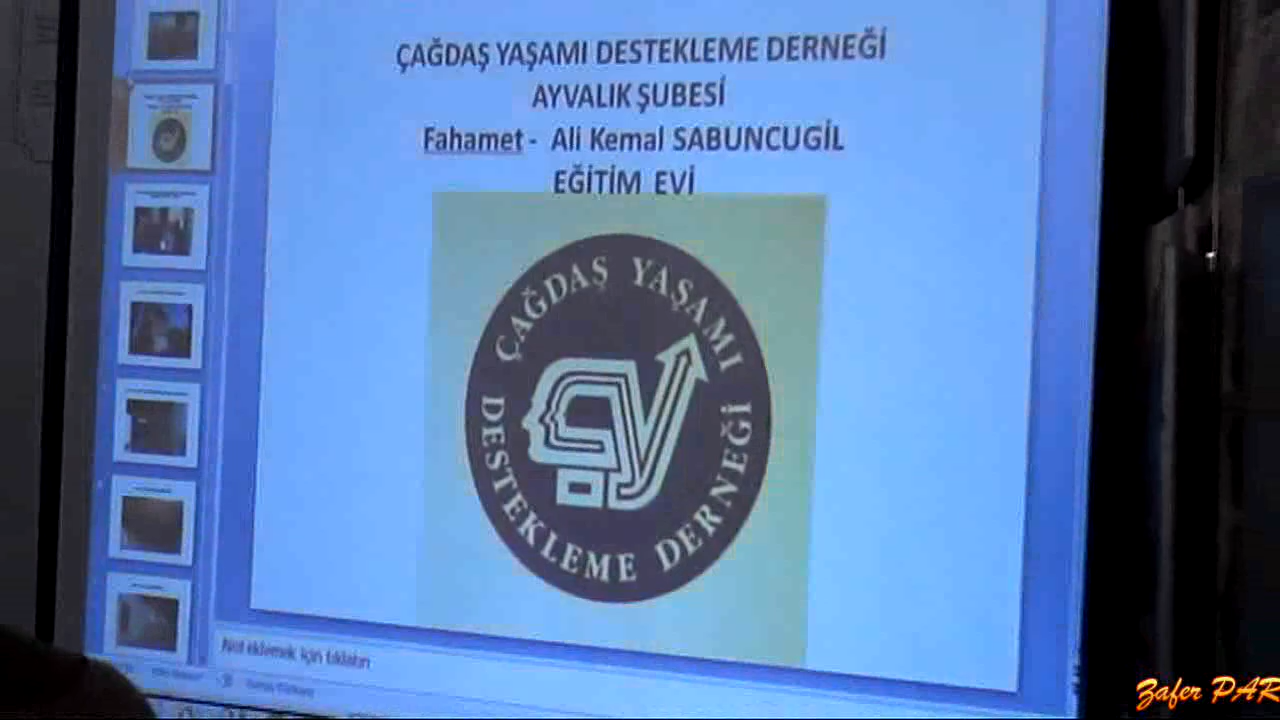 ÇAĞDAŞ YAŞAMI DESTEKLEME DERNEĞİ
AYVALIK ŞUBESİ
Fahamet - Ali Kemal SABUNCUGİL
EĞİTİM EVİ
ÇAĞDAŞ YAŞAMI
DESTEKLEME DERNEĞİ
Not eklemek için tıklatın
Zafer PAR